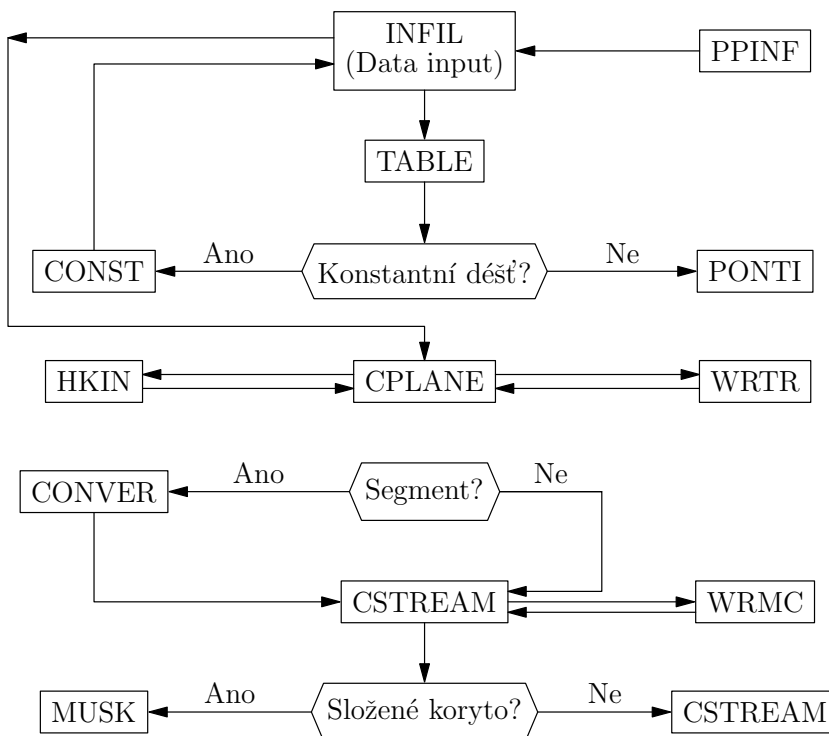 INFIL
(Data input)
PPINF
TABLE
CONST
Ano
Konstantní déšť?
Ne
PONTI
HKIN
CPLANE
WRTR
CONVER
Ano
Segment?
Ne
CSTREAM
WRMC
MUSK
Ano
Složené koryto?
Ne
CSTREAM